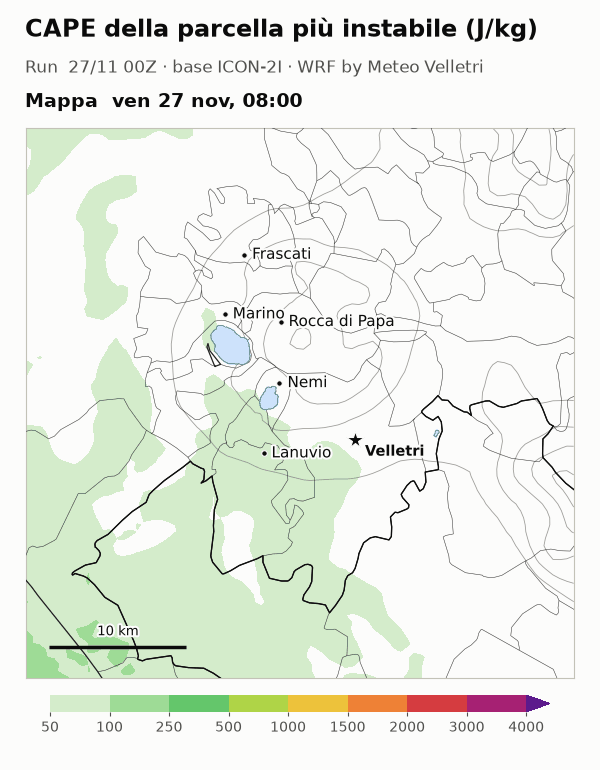 CAPE della parcella più instabile (J/kg)
Run  27/11 00Z · base ICON-2I · WRF by Meteo Velletri
Mappa  ven 27 nov, 08:00
Frascati
Marino
Rocca di Papa
Nemi
Velletri
Lanuvio
10 km
50 100 250 500 1000 1500 2000 3000 4000